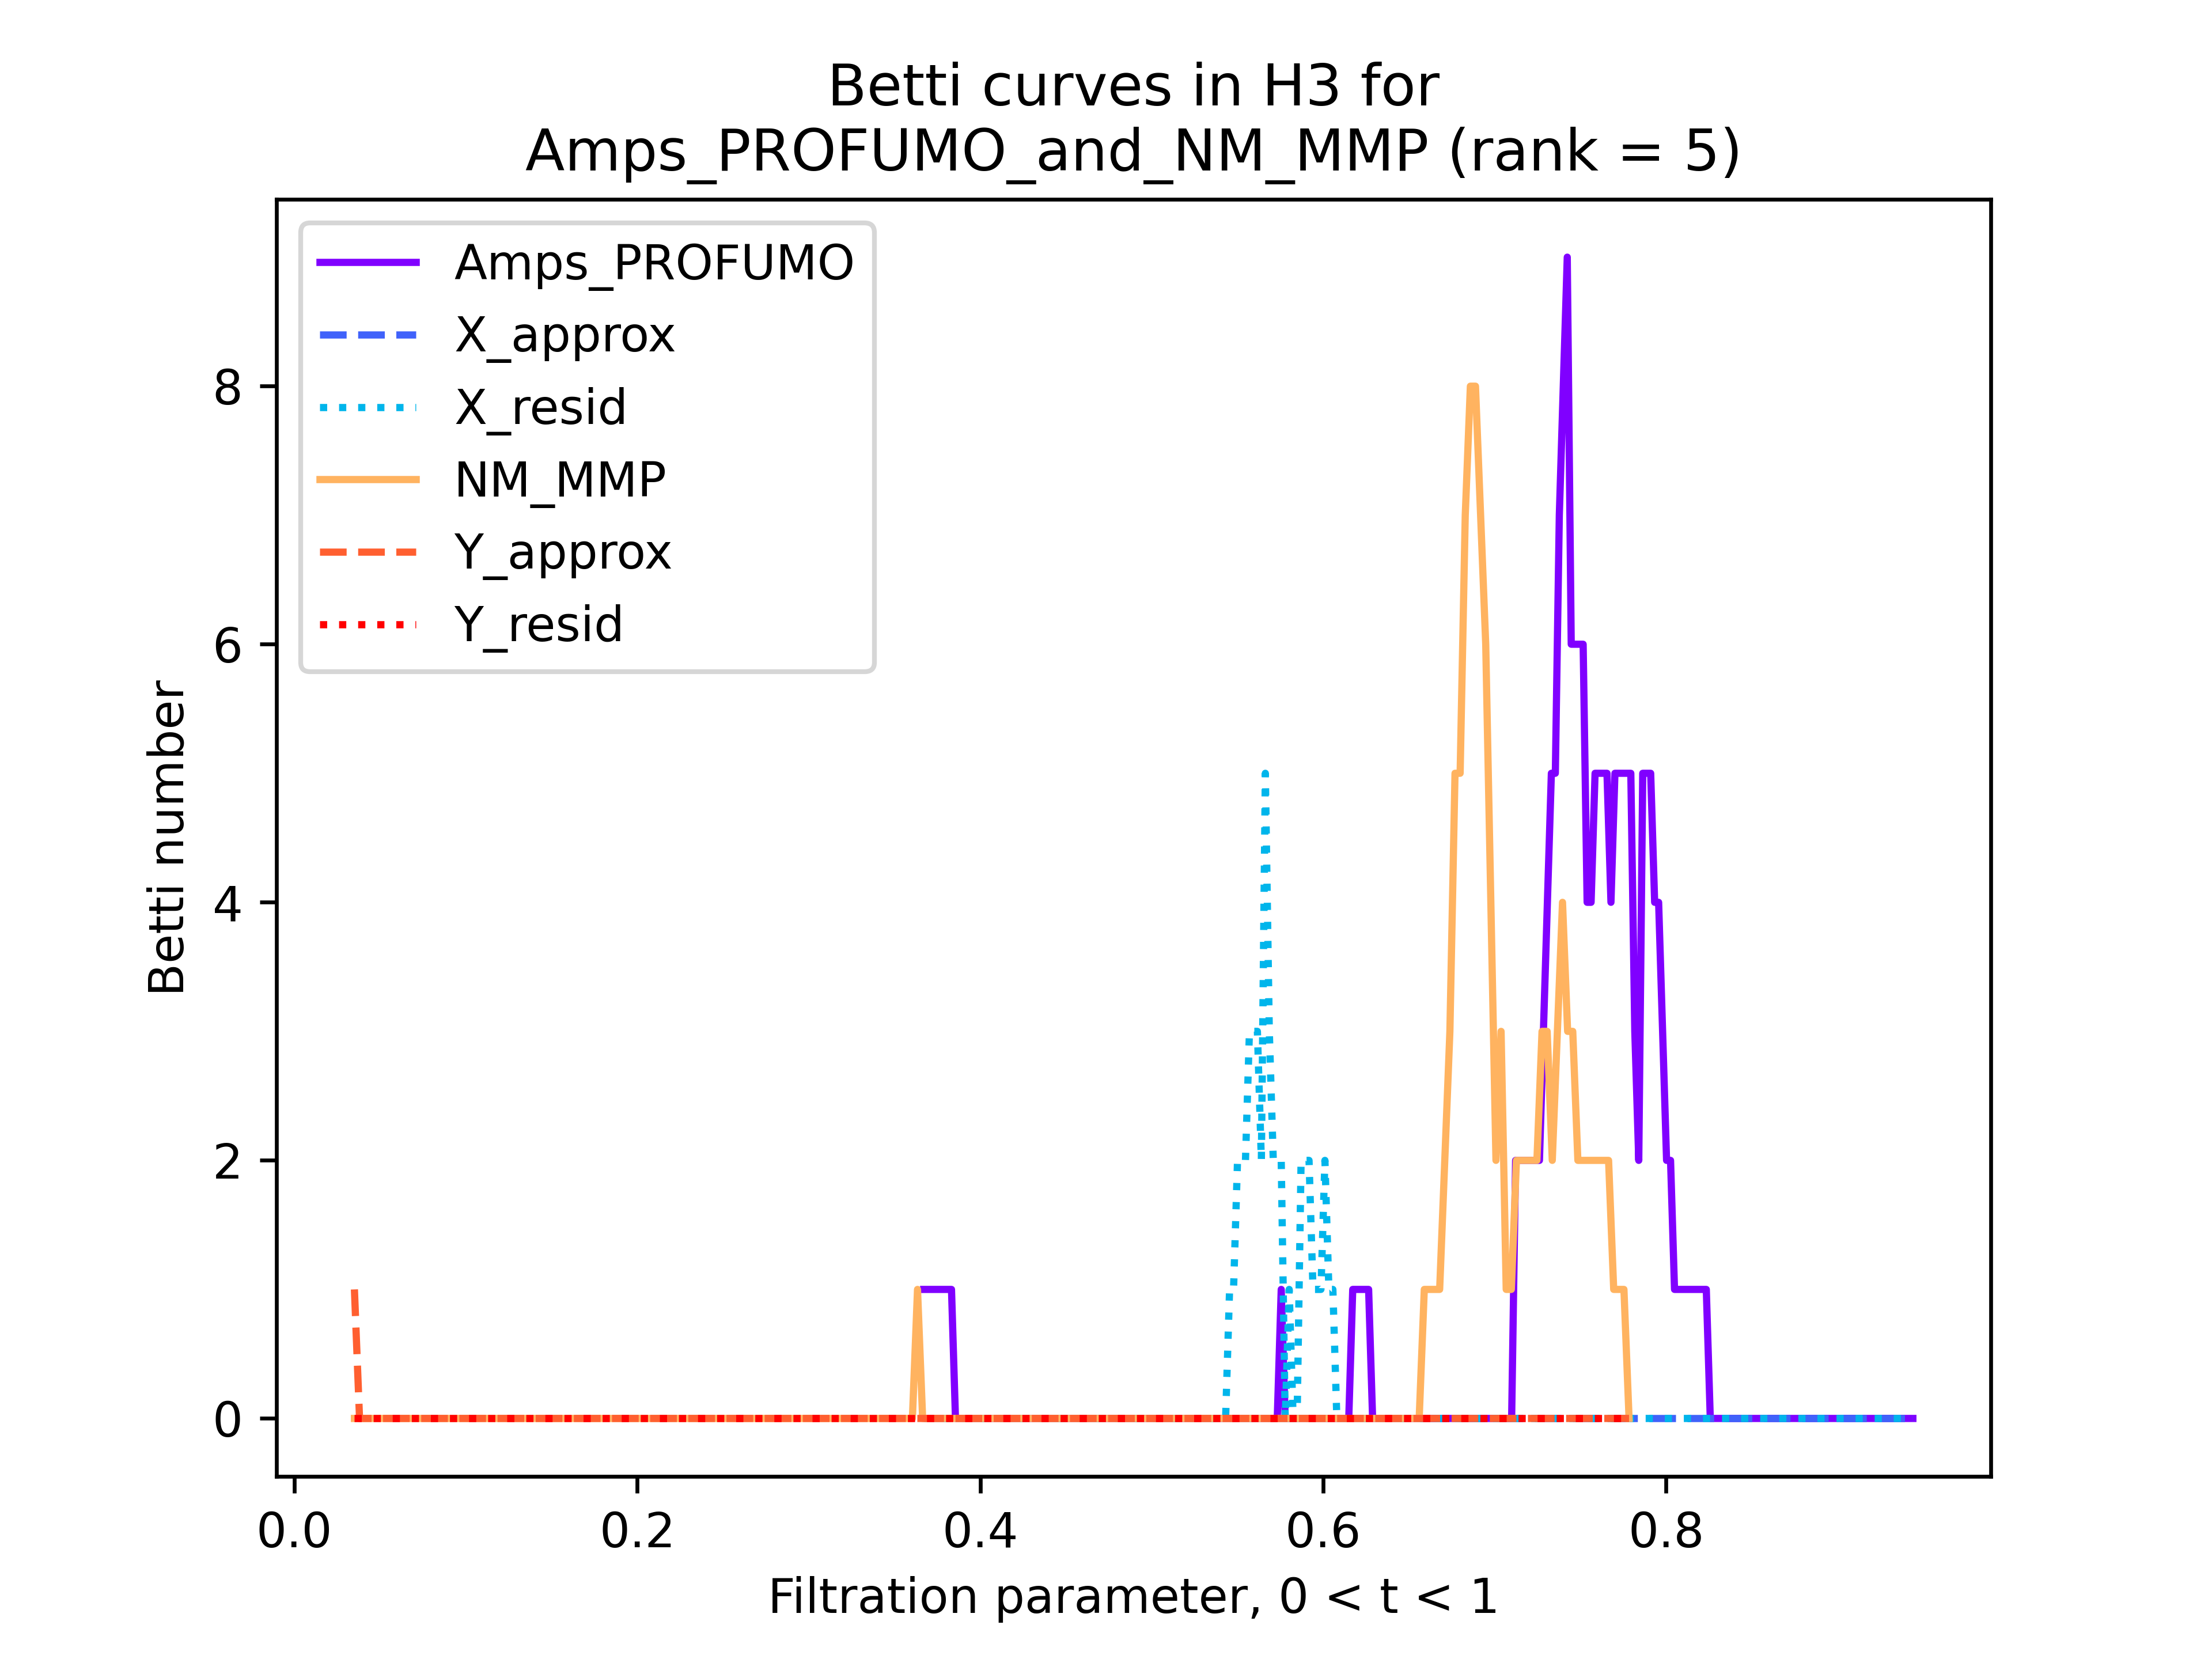 Betti curves in H3 for
Amps_PROFUMO_and_NM_MMP (rank = 5)
Amps_PROFUMO
X_approx
X_resid
NM_MMP
Y_approx
Y_resid
Betti number
8
6
4
2
0
0.0 0.2 0.4 0.6 0.8
Filtration parameter, 0 < t < 1